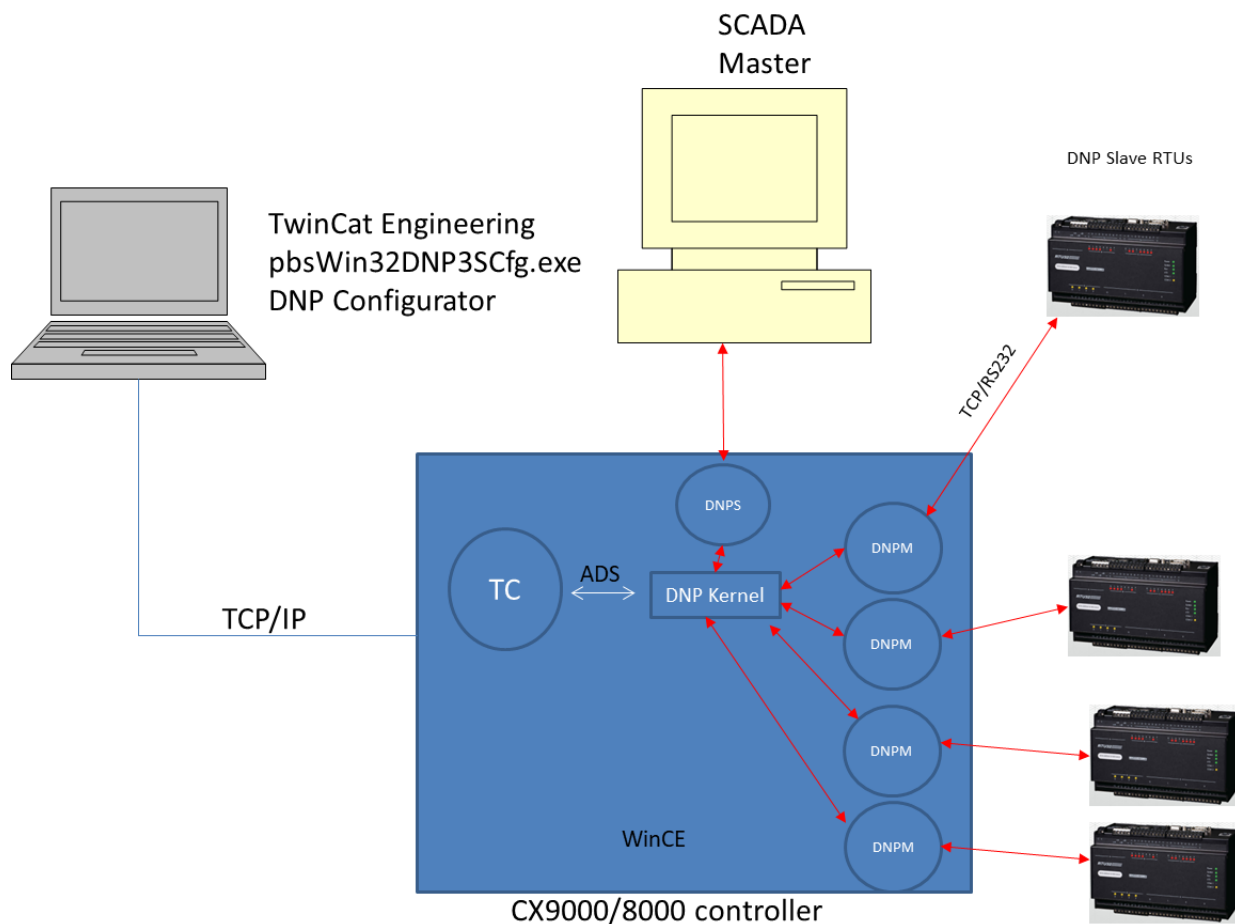 SCADA
Master
DNP Slave RTUs
TwinCat Engineering
pbsWin32DNP3SCfg.exe
DNP Configurator
TCP/RS232
DNPS
DNPM
TC
ADS
DNP Kernel
TCP/IP
DNPM
DNPM
WinCE
DNPM
CX9000/8000 controller